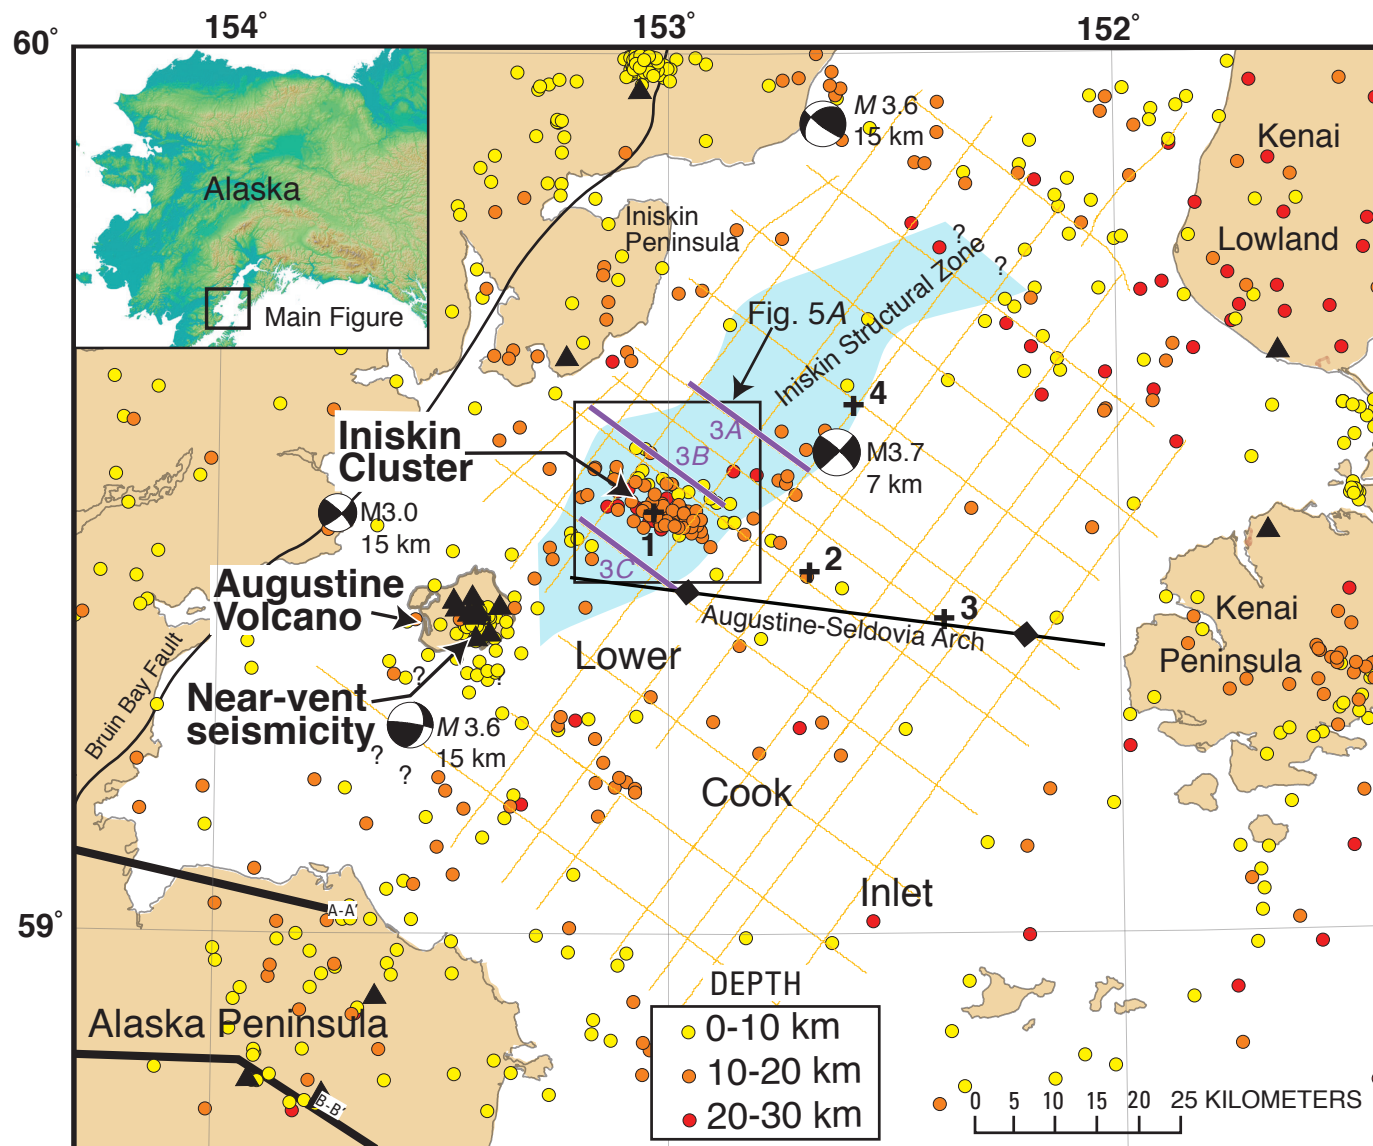 154°
153°
152°
60°
59°
Alaska
Main Figure
M 3.6
15 km
Kenai
Lowland
Iniskin
Peninsula
?
?
Iniskin Structural Zone
Fig. 5A
4
3A
3B
Iniskin
Cluster
M3.7
7 km
M3.0
15 km
1
2
3C
3
Augustine
Volcano
Augustine-Seldovia Arch
Kenai
Peninsula
Lower
Bruin Bay Fault
?
?
Near-vent
seismicity
M 3.6
15 km
?
?
Cook
Inlet
A-A'
Alaska Peninsula
B-B'
DEPTH
0-10 km
10-20 km
20-30 km
0 5 10 15 20 25 KILOMETERS